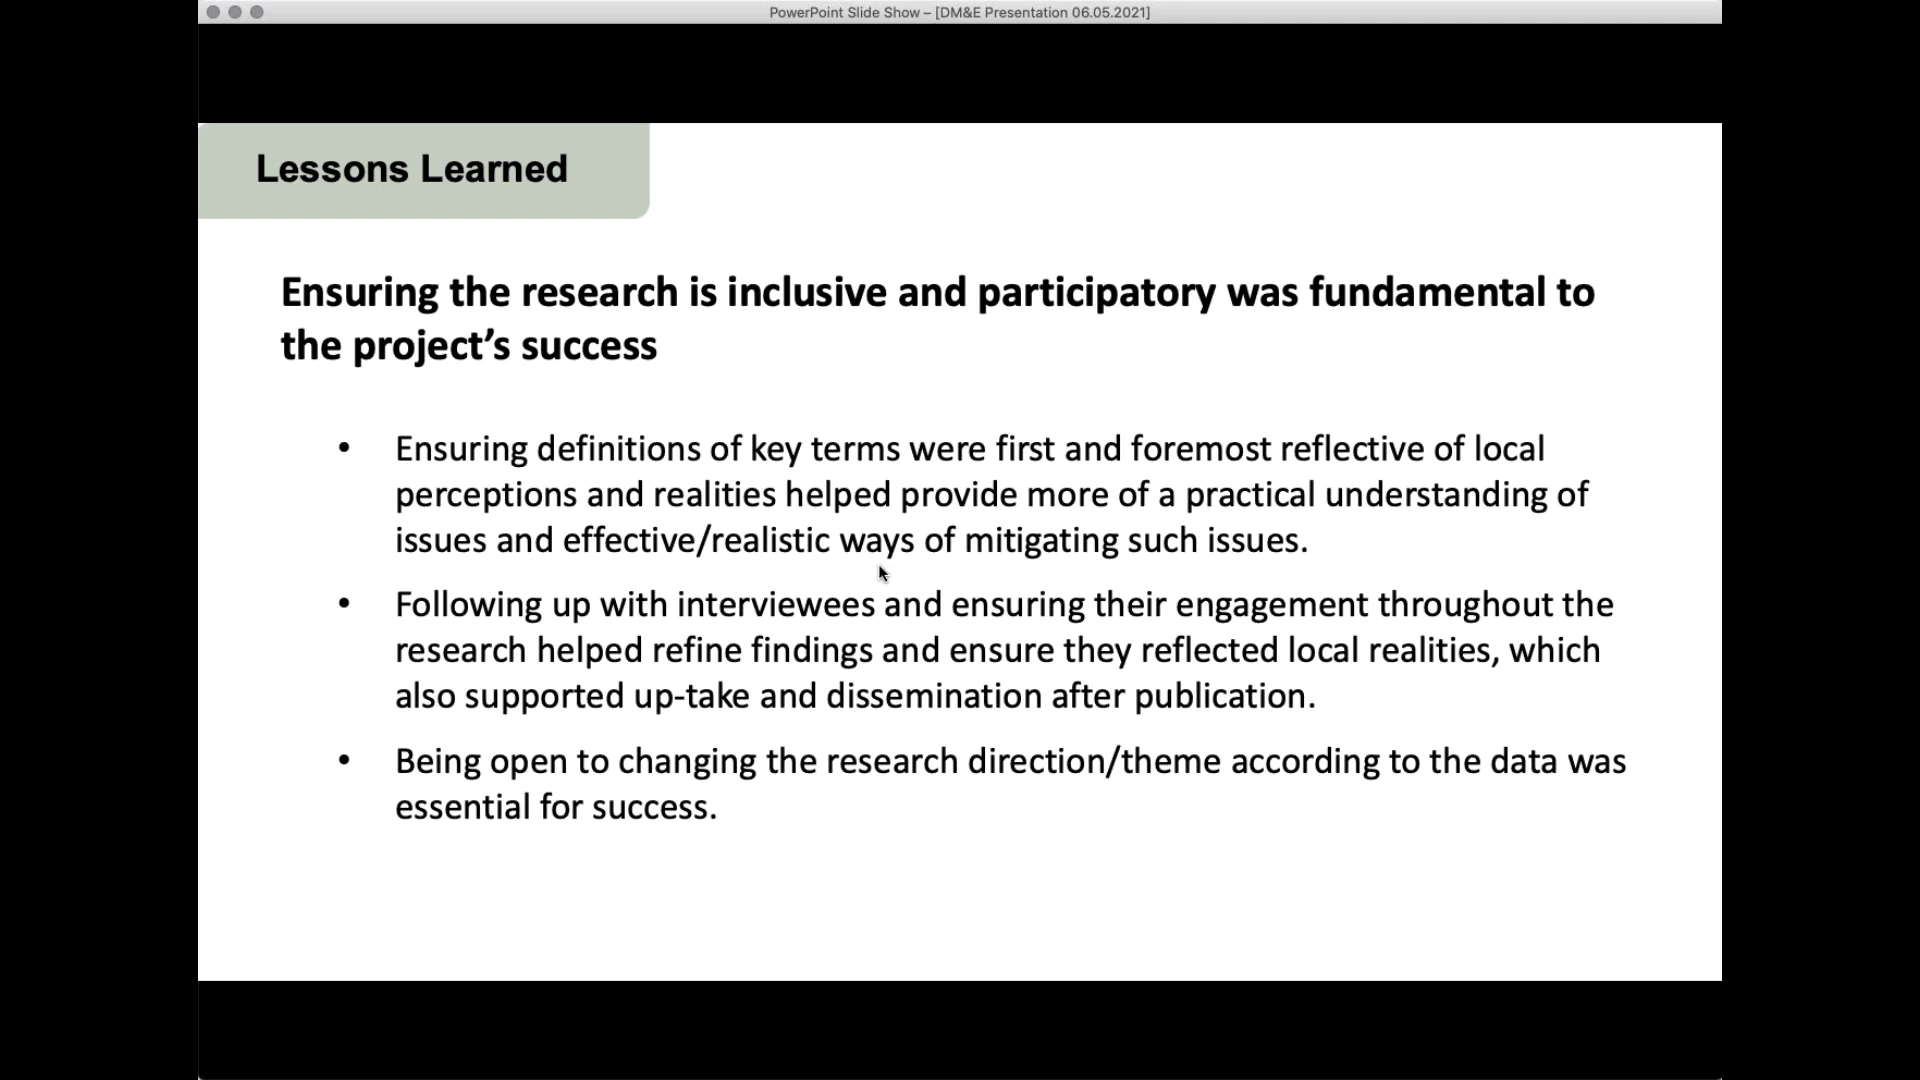 PowerPoint Slide Show – [DM&E Presentation 06.05.2021]
Lessons Learned
Ensuring the research is inclusive and participatory was fundamental to
the project’s success
• Ensuring definitions of key terms were first and foremost reflective of local
perceptions and realities helped provide more of a practical understanding of
issues and effective/realistic ways of mitigating such issues.
• Following up with interviewees and ensuring their engagement throughout the
research helped refine findings and ensure they reflected local realities, which
also supported up-take and dissemination after publication.
• Being open to changing the research direction/theme according to the data was
essential for success.